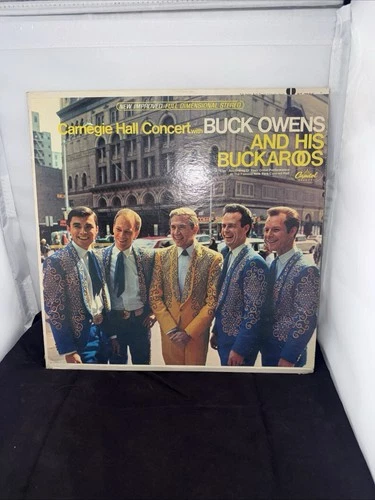 NEW IMPROVED FULL DIMENSIONAL STEREO
Carnegie Hall Concert with BUCK OWENS
AND HIS
BUCKAROOS
Capitol